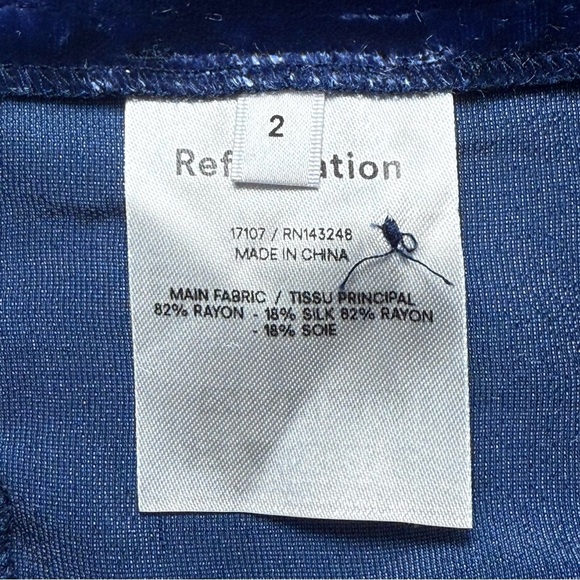 2
Ref ation
17107 / RN143248
MADE IN CHINA
MAIN FABRIC / TISSU PRINCIPAL
82% RAYON - 18% SILK 82% RAYON
- 18% SOIE